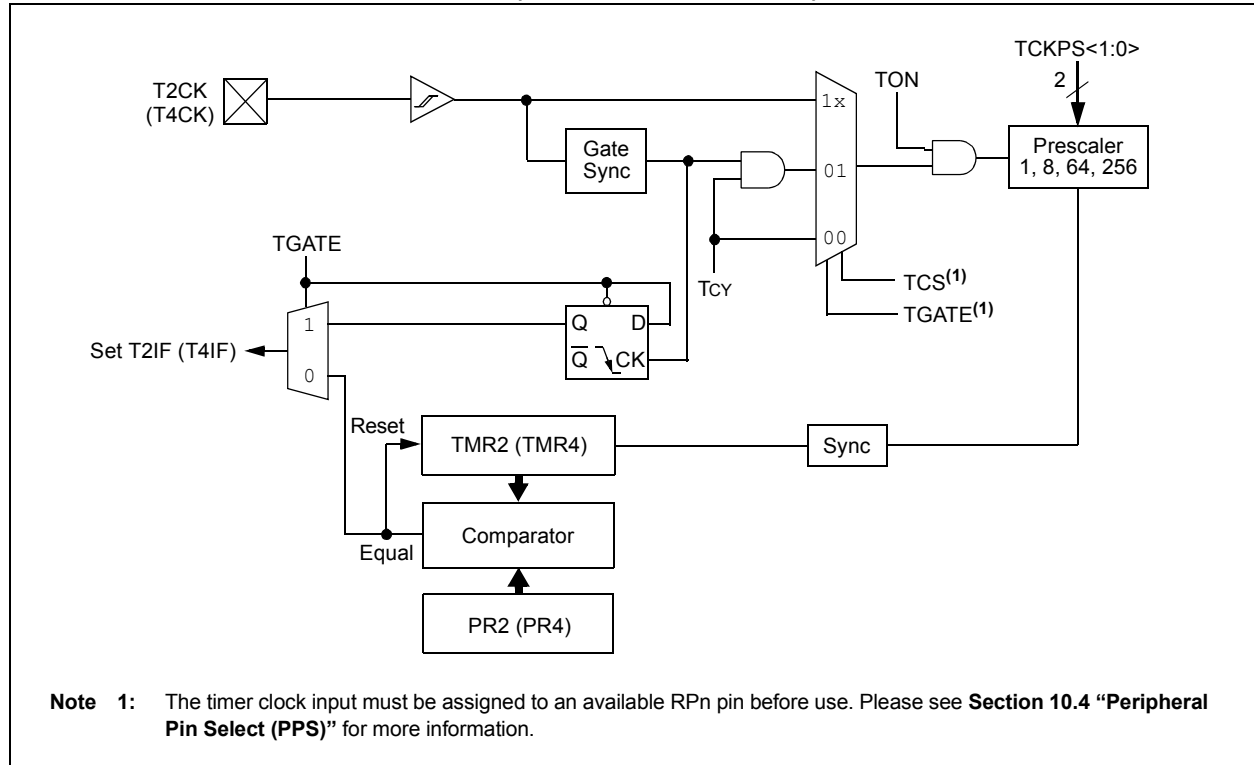 TCKPS<1:0>
2
T2CK
(T4CK)
TON
1x
Gate
Sync
01
Prescaler
1, 8, 64, 256
00
TGATE
TCY
TCS(1)
TGATE(1)
1
Q D
Q CK
Set T2IF (T4IF)
0
Reset
TMR2 (TMR4)
Sync
Equal
Comparator
PR2 (PR4)
Note 1: The timer clock input must be assigned to an available RPn pin before use. Please see Section 10.4 “Peripheral
Pin Select (PPS)” for more information.